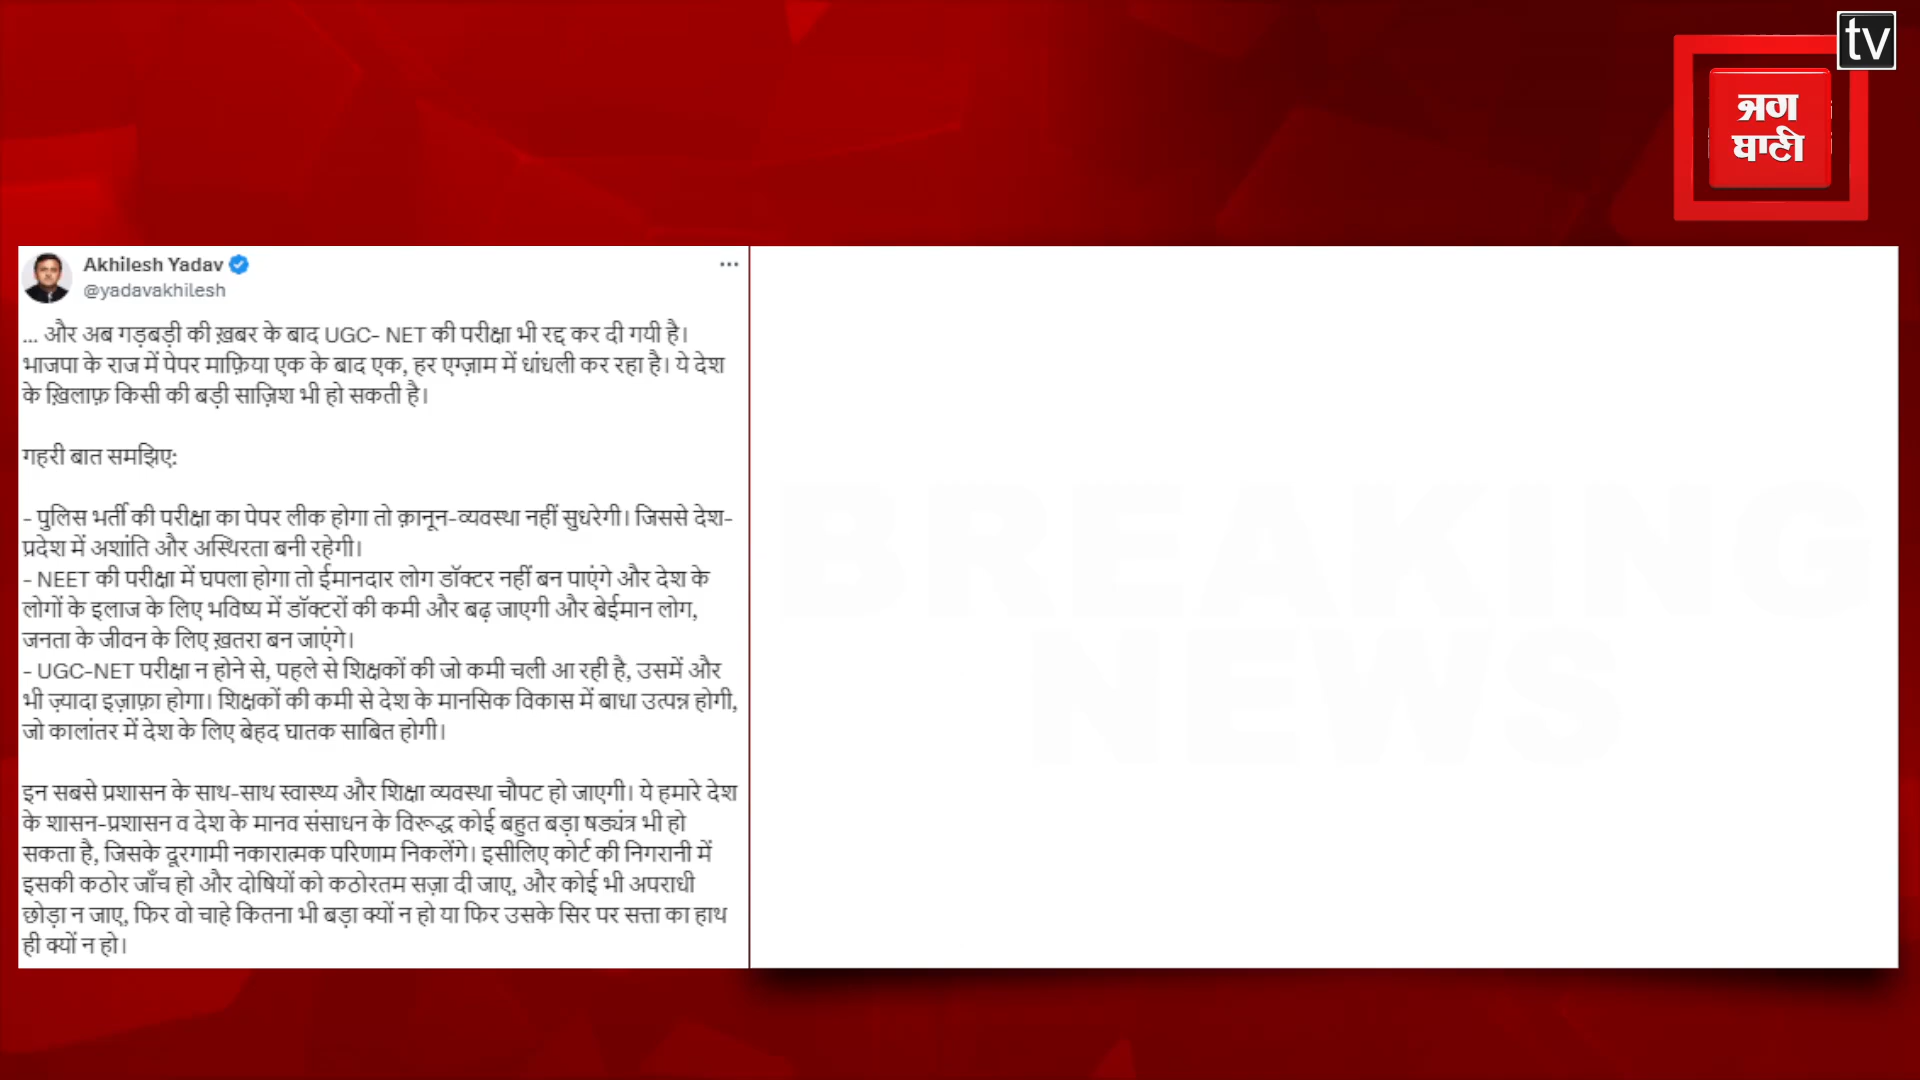 tv
ਜਗ
ਬਾਣੀ
Akhilesh Yadav
@yadavakhilesh
... और अब गड़बड़ी की ख़बर के बाद UGC- NET की परीक्षा भी रद्द कर दी गयी है।
भाजपा के राज में पेपर माफ़िया एक के बाद एक, हर एग्ज़ाम में धांधली कर रहा है। ये देश
के ख़िलाफ़ किसी की बड़ी साज़िश भी हो सकती है।
गहरी बात समझिए:
- पुलिस भर्ती की परीक्षा का पेपर लीक होगा तो क़ानून-व्यवस्था नहीं सुधरेगी। जिससे देश-
प्रदेश में अशांति और अस्थिरता बनी रहेगी।
- NEET की परीक्षा में घपला होगा तो ईमानदार लोग डॉक्टर नहीं बन पाएंगे और देश के
लोगों के इलाज के लिए भविष्य में डॉक्टरों की कमी और बढ़ जाएगी और बेईमान लोग,
जनता के जीवन के लिए ख़तरा बन जाएंगे।
- UGC-NET परीक्षा न होने से, पहले से शिक्षकों की जो कमी चली आ रही है, उसमें और
भी ज़्यादा इज़ाफ़ा होगा। शिक्षकों की कमी से देश के मानसिक विकास में बाधा उत्पन्न होगी,
जो कालांतर में देश के लिए बेहद घातक साबित होगी।
इन सबसे प्रशासन के साथ-साथ स्वास्थ्य और शिक्षा व्यवस्था चौपट हो जाएगी। ये हमारे देश
के शासन-प्रशासन व देश के मानव संसाधन के विरूद्ध कोई बहुत बड़ा षड्यंत्र भी हो
सकता है, जिसके दूरगामी नकारात्मक परिणाम निकलेंगे। इसीलिए कोर्ट की निगरानी में
इसकी कठोर जाँच हो और दोषियों को कठोरतम सज़ा दी जाए, और कोई भी अपराधी
छोड़ा न जाए, फिर वो चाहे कितना भी बड़ा क्यों न हो या फिर उसके सिर पर सत्ता का हाथ
ही क्यों न हो।
BREAKING
NEWS